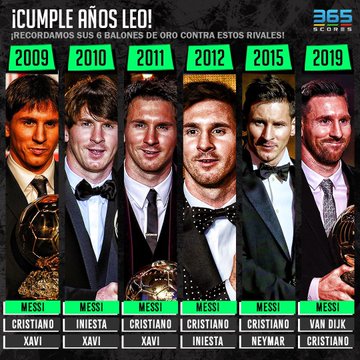 ¡CUMPLE AÑOS LEO!
365
SCORES
¡RECORDAMOS SUS 6 BALONES DE ORO CONTRA ESTOS RIVALES!
2009 2010 2011 2012 2015 2019
MESSI MESSI MESSI MESSI MESSI MESSI
CRISTIANO INIESTA CRISTIANO CRISTIANO CRISTIANO VAN DIJK
XAVI XAVI XAVI INIESTA NEYMAR CRISTIANO